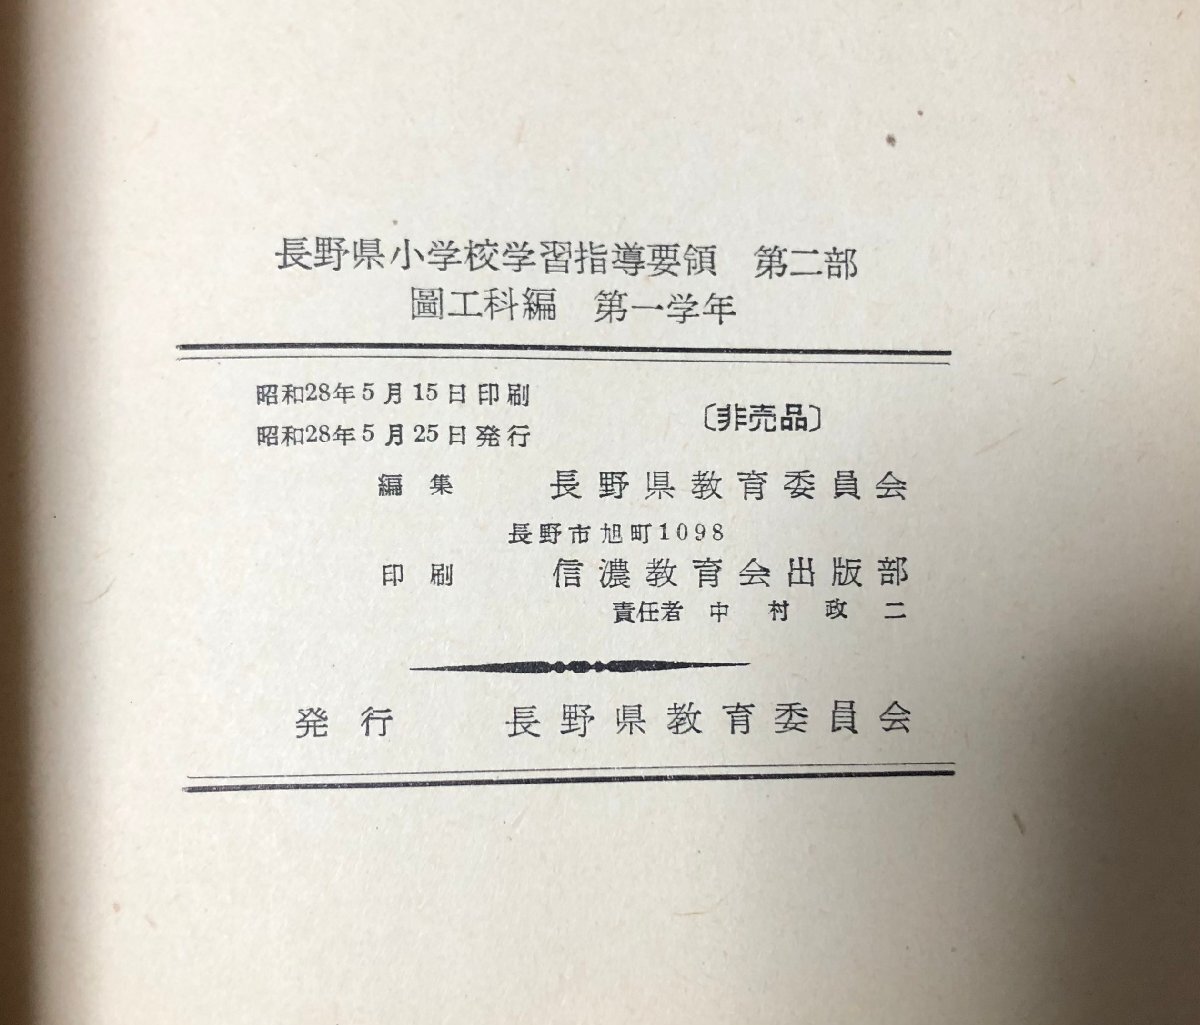 長野県小学校学習指導要領　第二部
圖工科編　第一学年
昭和28年5月15日印刷
昭和28年5月25日発行
〔非売品〕
編集　長野県教育委員会
長野市旭町1098
印刷　信濃教育会出版部
責任者　中村政二
発行　長野県教育委員会